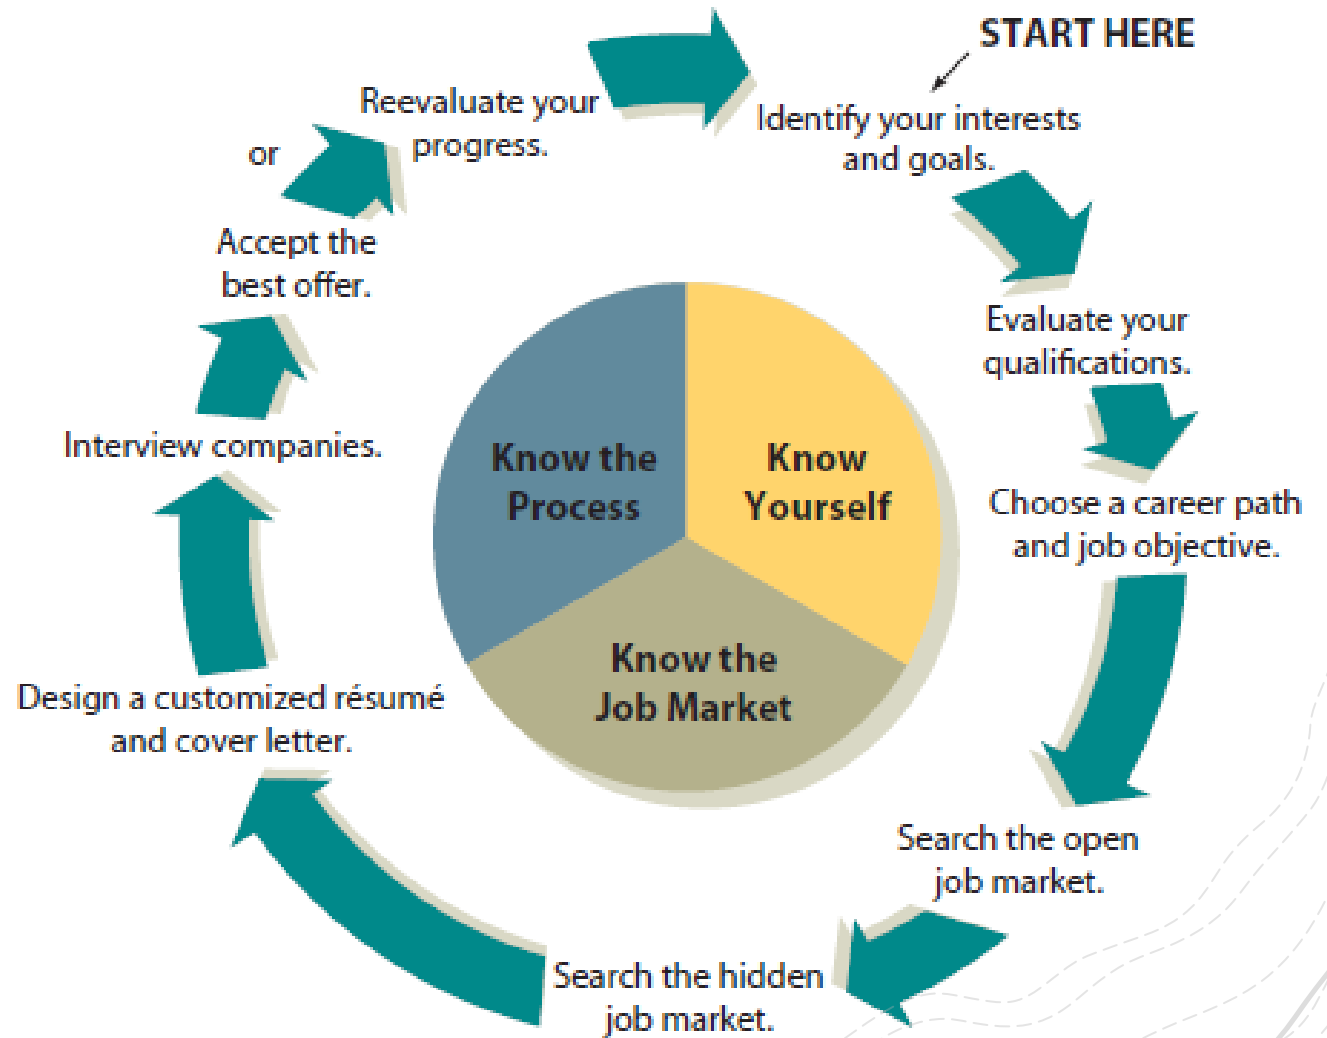 START HERE
Identify your interests
and goals.
Evaluate your
qualifications.
Choose a career path
and job objective.
Search the open
job market.
Search the hidden
job market.
Design a customized résumé
and cover letter.
Interview companies.
Accept the
best offer.
or
Reevaluate your
progress.
Know
Yourself
Know the
Job Market
Know the
Process